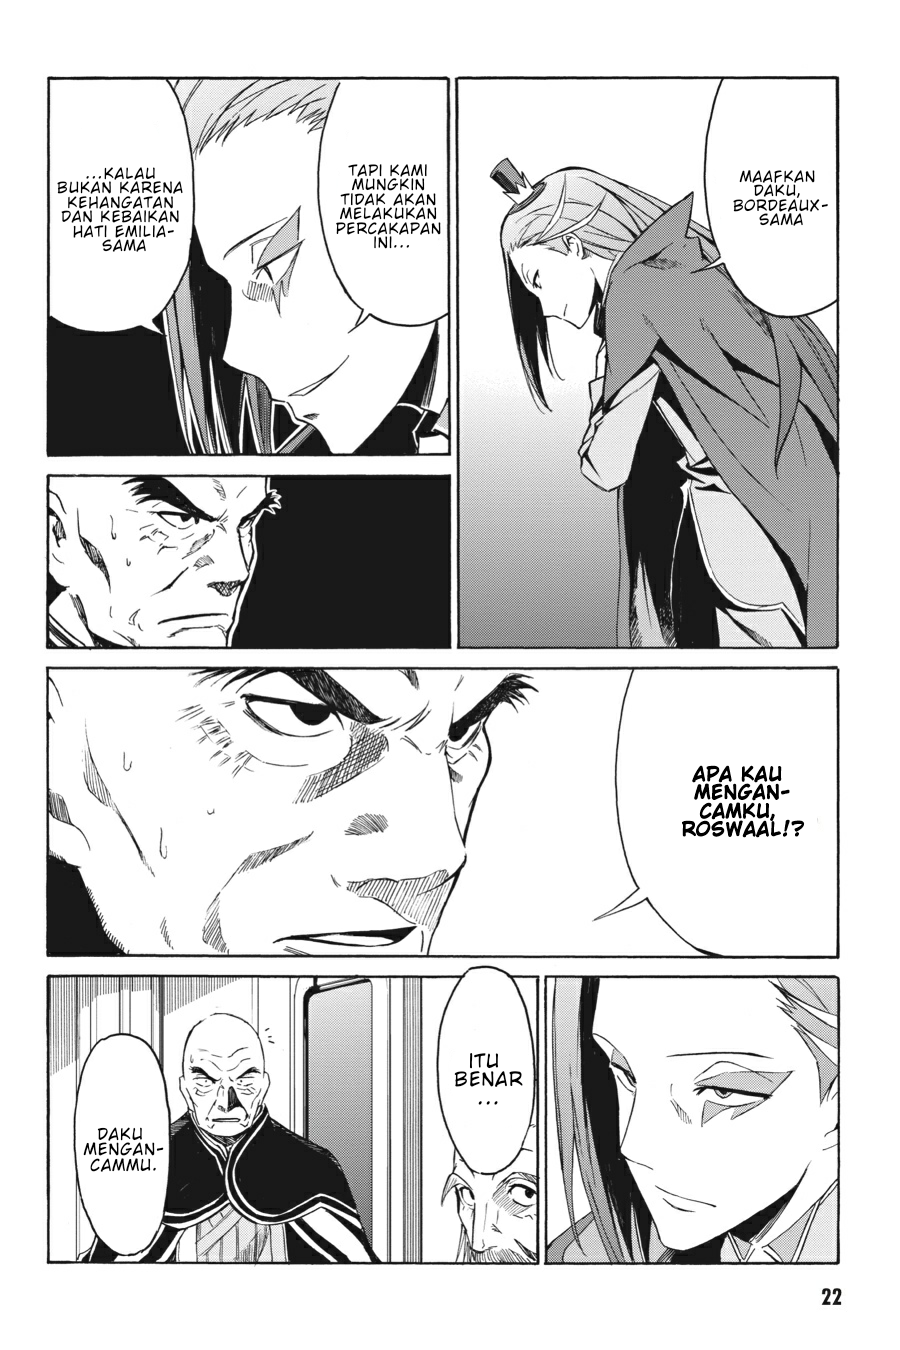 MAAFKAN
DAKU,
BORDEAUX-
SAMA
TAPI KAMI
MUNGKIN
TIDAK AKAN
MELAKUKAN
PERCAKAPAN
INI...
...KALAU
BUKAN KARENA
KEHANGATAN
DAN KEBAIKAN
HATI EMILIA-
SAMA
APA KAU
MENGAN-
CAMKU,
ROSWAAL!?
ITU
BENAR
...
DAKU
MENGAN-
CAMMU.
22